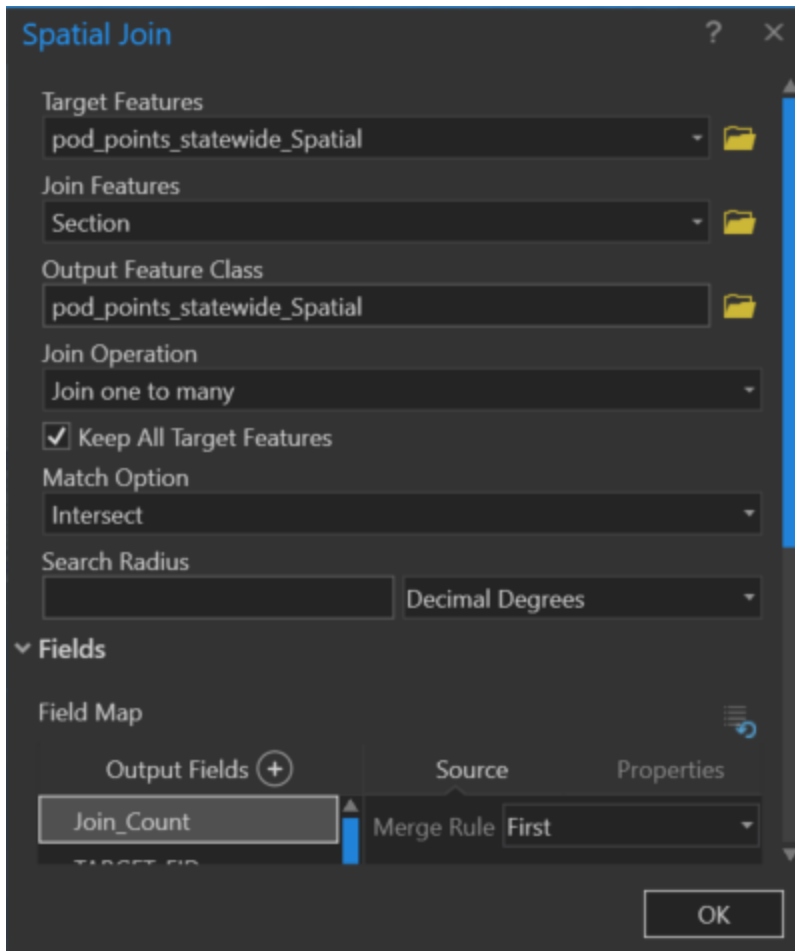 Spatial Join ? ×
Target Features
pod_points_statewide_Spatial
Join Features
Section
Output Feature Class
pod_points_statewide_Spatial
Join Operation
Join one to many
Keep All Target Features
Match Option
Intersect
Search Radius
Decimal Degrees
Fields
Field Map
Output Fields + Source Properties
Join_Count Merge Rule First
TARGET_FID
OK